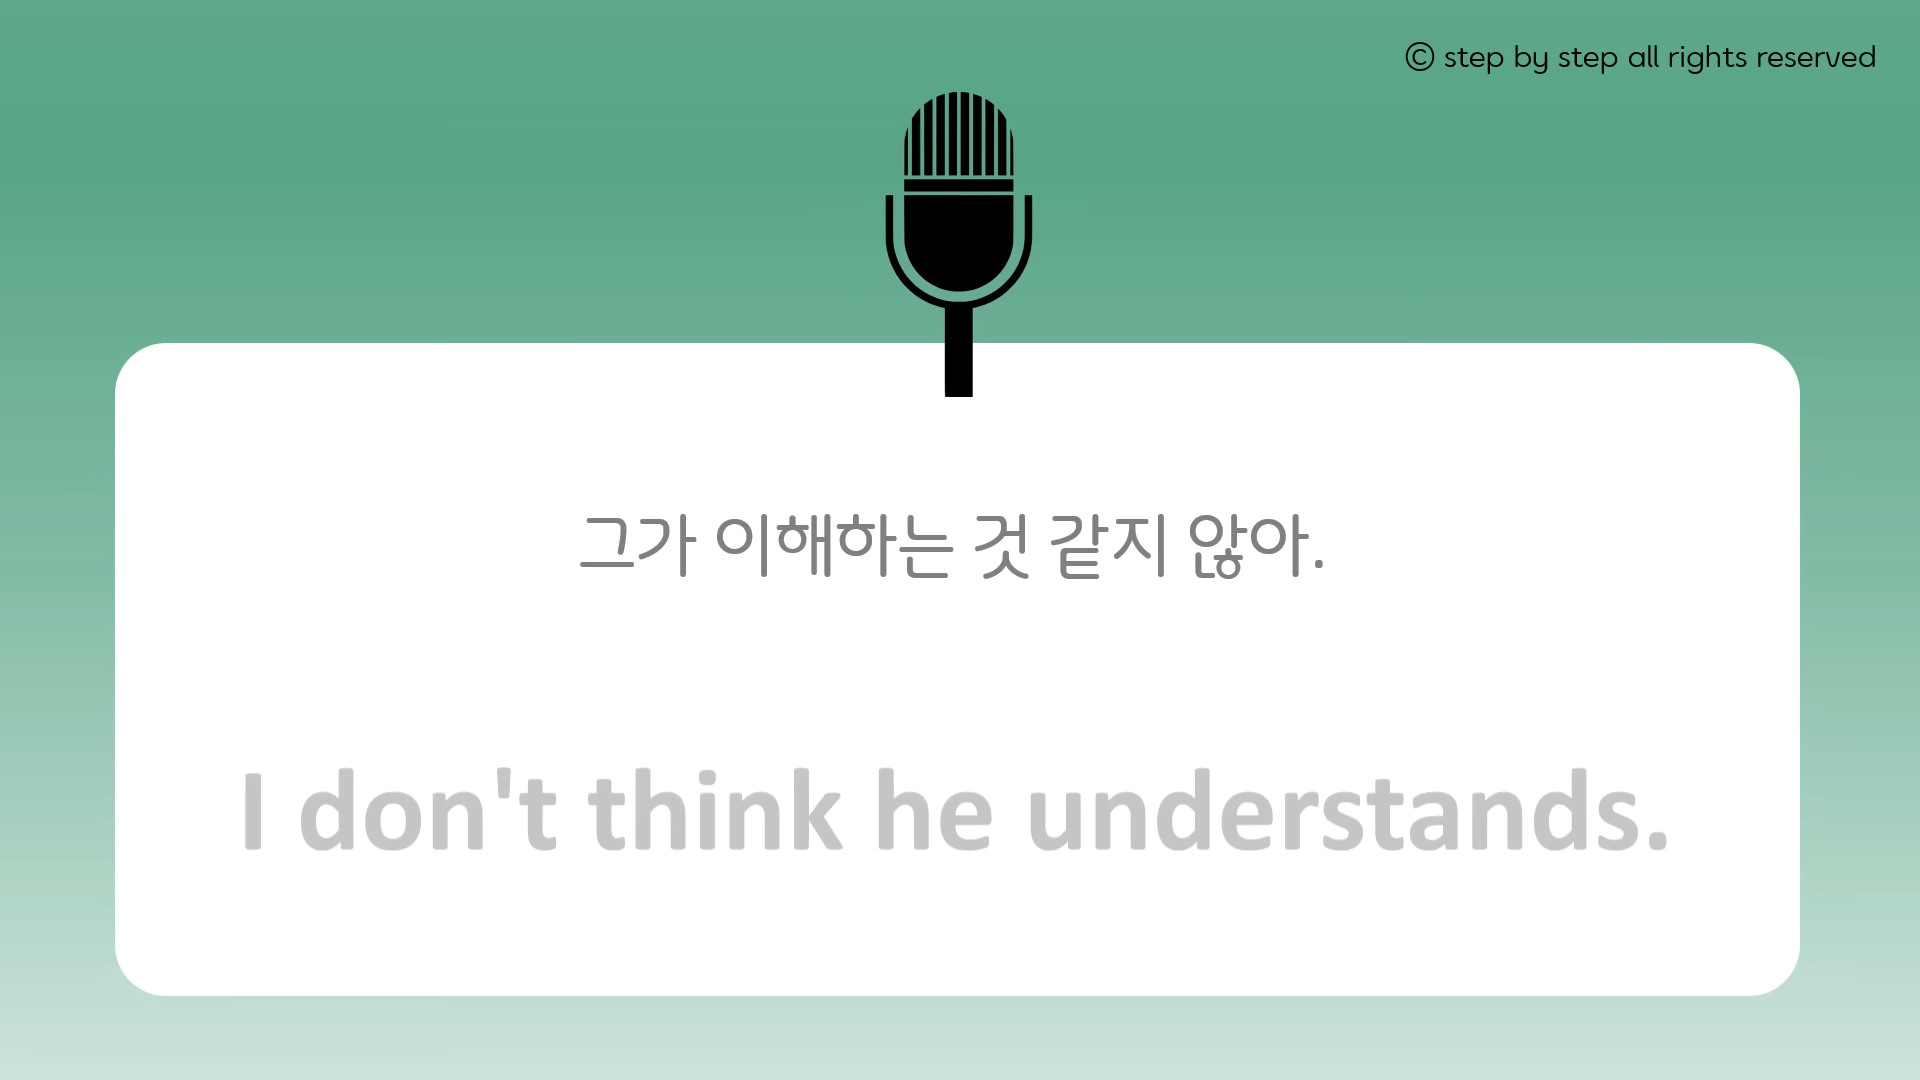 © step by step all rights reserved
그가 이해하는 것 같지 않아.
I don't think he understands.